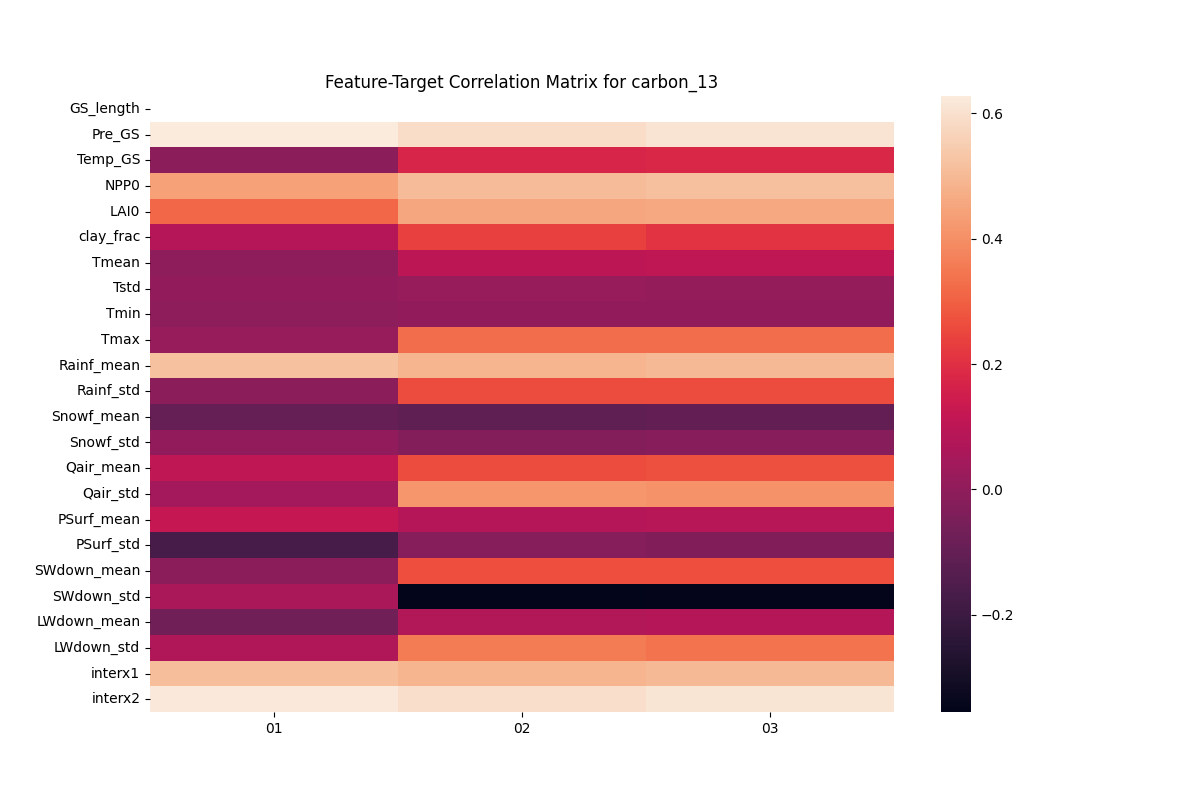 Feature-Target Correlation Matrix for carbon_13
GS_length
Pre_GS
Temp_GS
NPP0
LAI0
clay_frac
Tmean
Tstd
Tmin
Tmax
Rainf_mean
Rainf_std
Snowf_mean
Snowf_std
Qair_mean
Qair_std
PSurf_mean
PSurf_std
SWdown_mean
SWdown_std
LWdown_mean
LWdown_std
interx1
interx2
01 02 03
0.6
0.4
0.2
0.0
−0.2